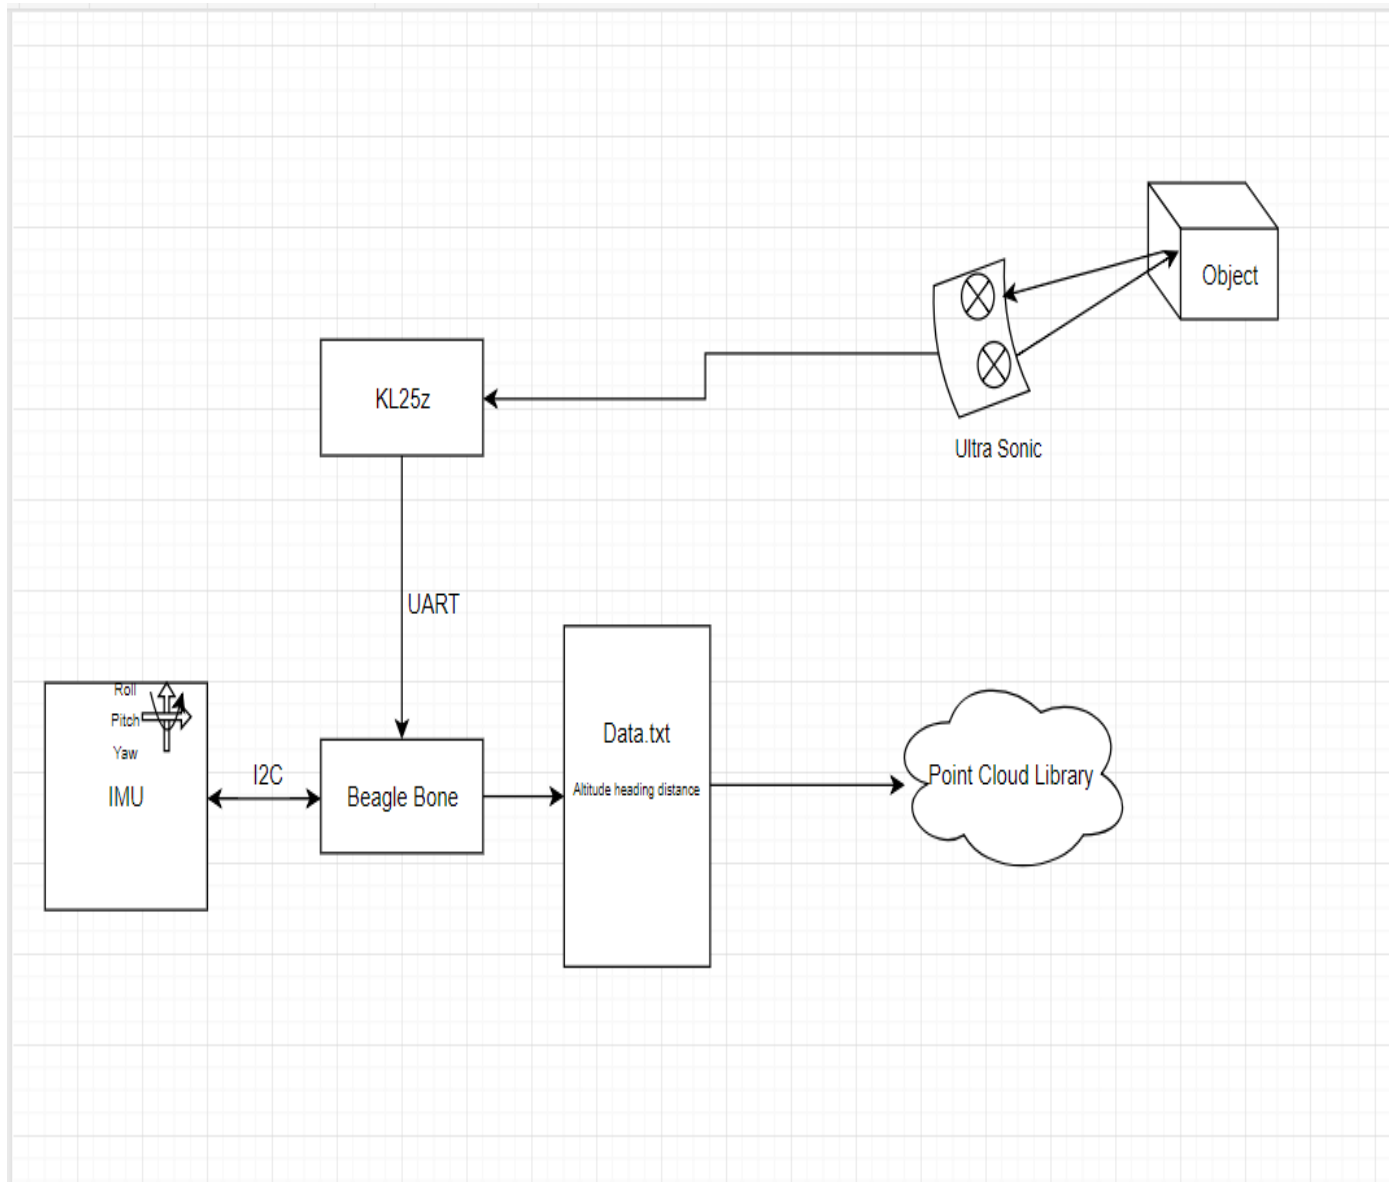 Object
KL25z
Ultra Sonic
UART
Roll
Pitch
Yaw
IMU
I2C
Beagle Bone
Data.txt
Altitude heading distance
Point Cloud Library